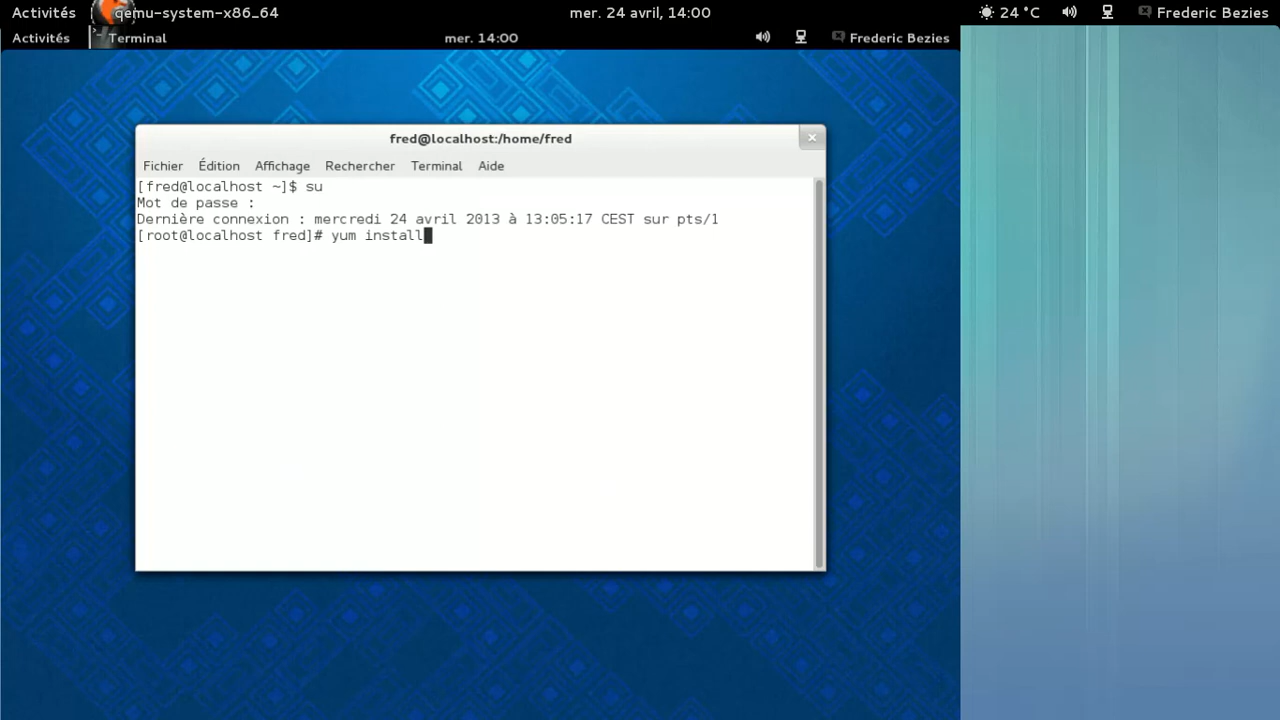 Activités qemu-system-x86_64 mer. 24 avril, 14:00 24 °C Frederic Bezies
Activités Terminal mer. 14:00 Frederic Bezies
fred@localhost:/home/fred
Fichier Édition Affichage Rechercher Terminal Aide
[fred@localhost ~]$ su
Mot de passe :
Dernière connexion : mercredi 24 avril 2013 à 13:05:17 CEST sur pts/1
[root@localhost fred]# yum install